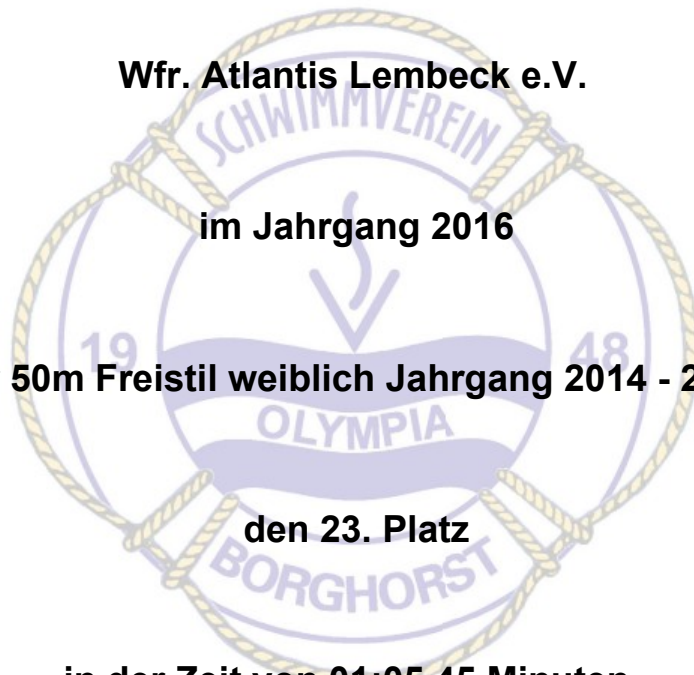 Wfr. Atlantis Lembeck e.V.
SCHWIMMVEREIN
im Jahrgang 2016
19 48
50m Freistil weiblich Jahrgang 2014 - 2
OLYMPIA
den 23. Platz
BORGHORST
in der Zeit von 01:05,45 Minuten